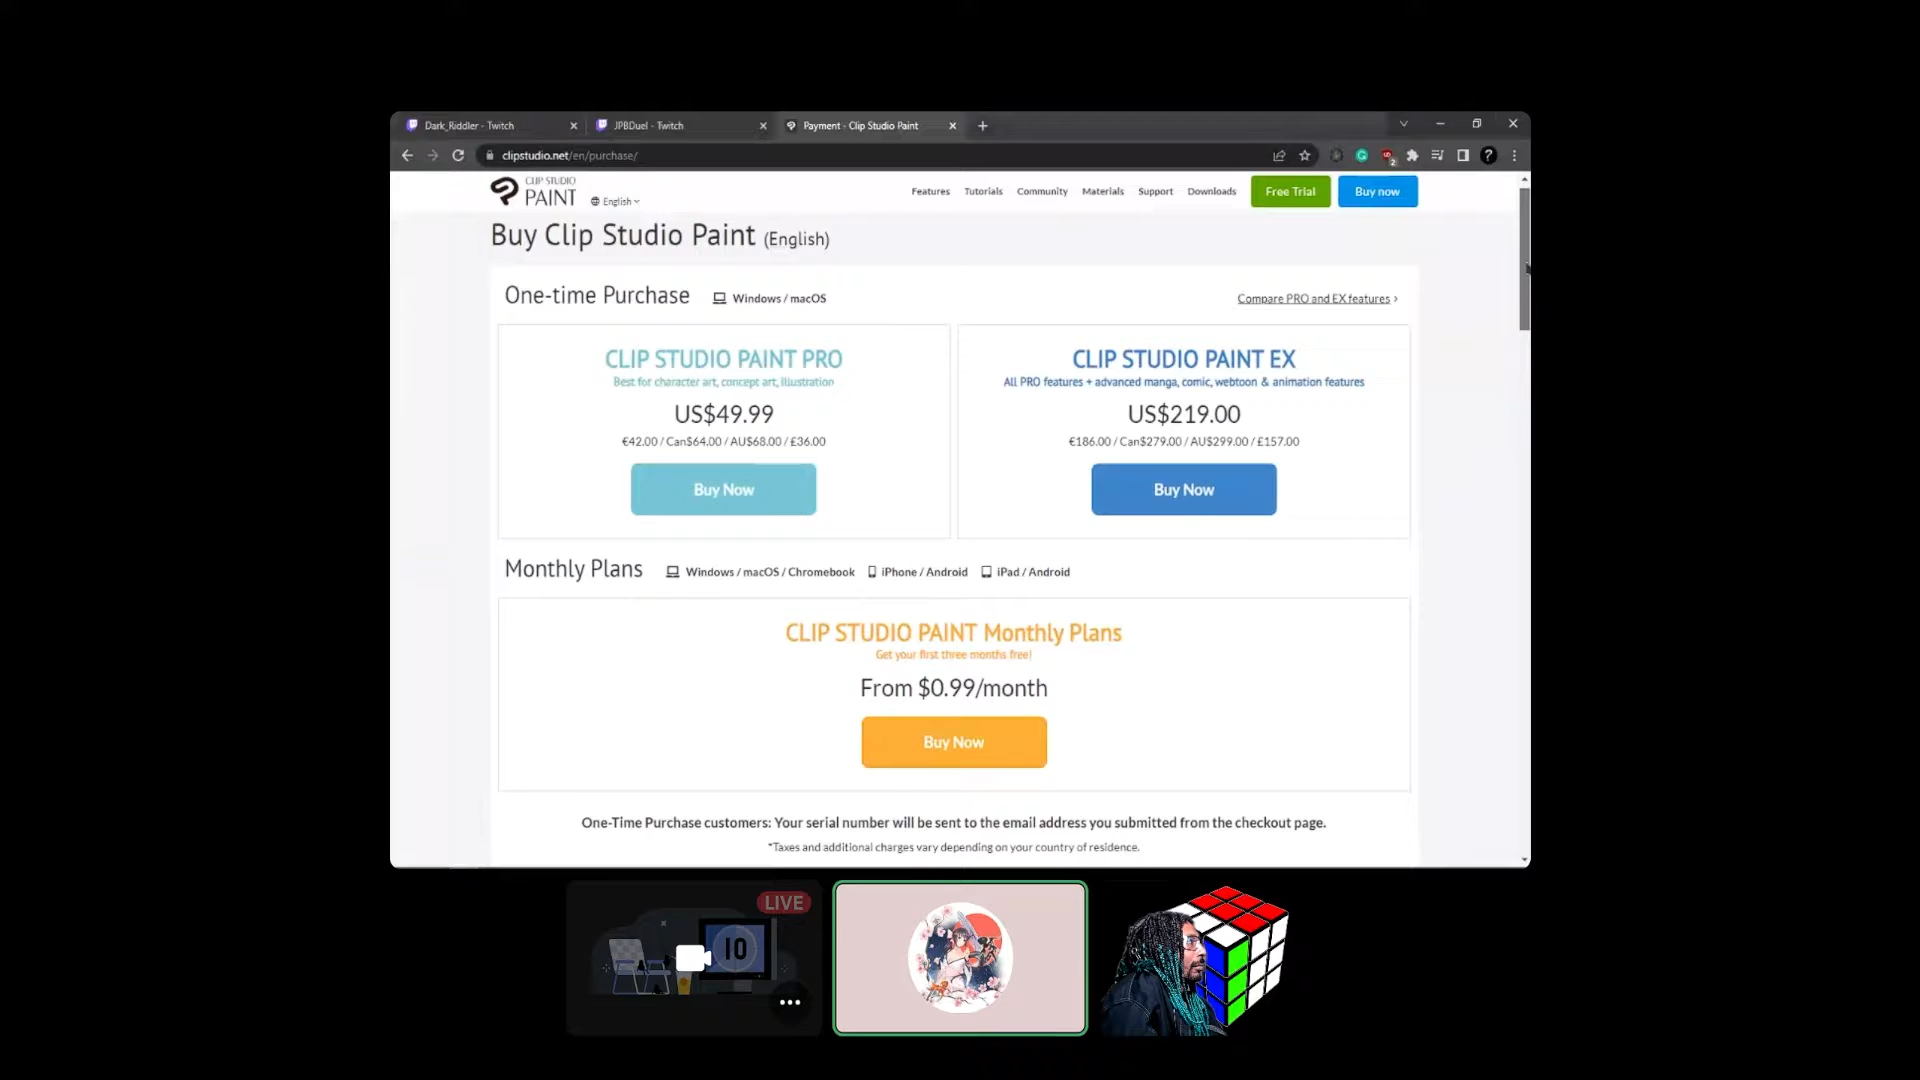 Dark_Riddler - Twitch
JPBDuel - Twitch
Payment - Clip Studio Paint
clipstudio.net/en/purchase/
2
?
CLIP STUDIO
PAINT
English
Features
Tutorials
Community
Materials
Support
Downloads
Free Trial
Buy now
Buy Clip Studio Paint (English)
One-time Purchase
Windows / macOS
Compare PRO and EX features ›
CLIP STUDIO PAINT PRO
Best for character art, concept art, illustration
US$49.99
€42.00 / Can$64.00 / AU$68.00 / £36.00
Buy Now
CLIP STUDIO PAINT EX
All PRO features + advanced manga, comic, webtoon & animation features
US$219.00
€186.00 / Can$279.00 / AU$299.00 / £157.00
Buy Now
Monthly Plans
Windows / macOS / Chromebook
iPhone / Android
iPad / Android
CLIP STUDIO PAINT Monthly Plans
Get your first three months free!
From $0.99/month
Buy Now
One-Time Purchase customers: Your serial number will be sent to the email address you submitted from the checkout page.
*Taxes and additional charges vary depending on your country of residence.
LIVE
10